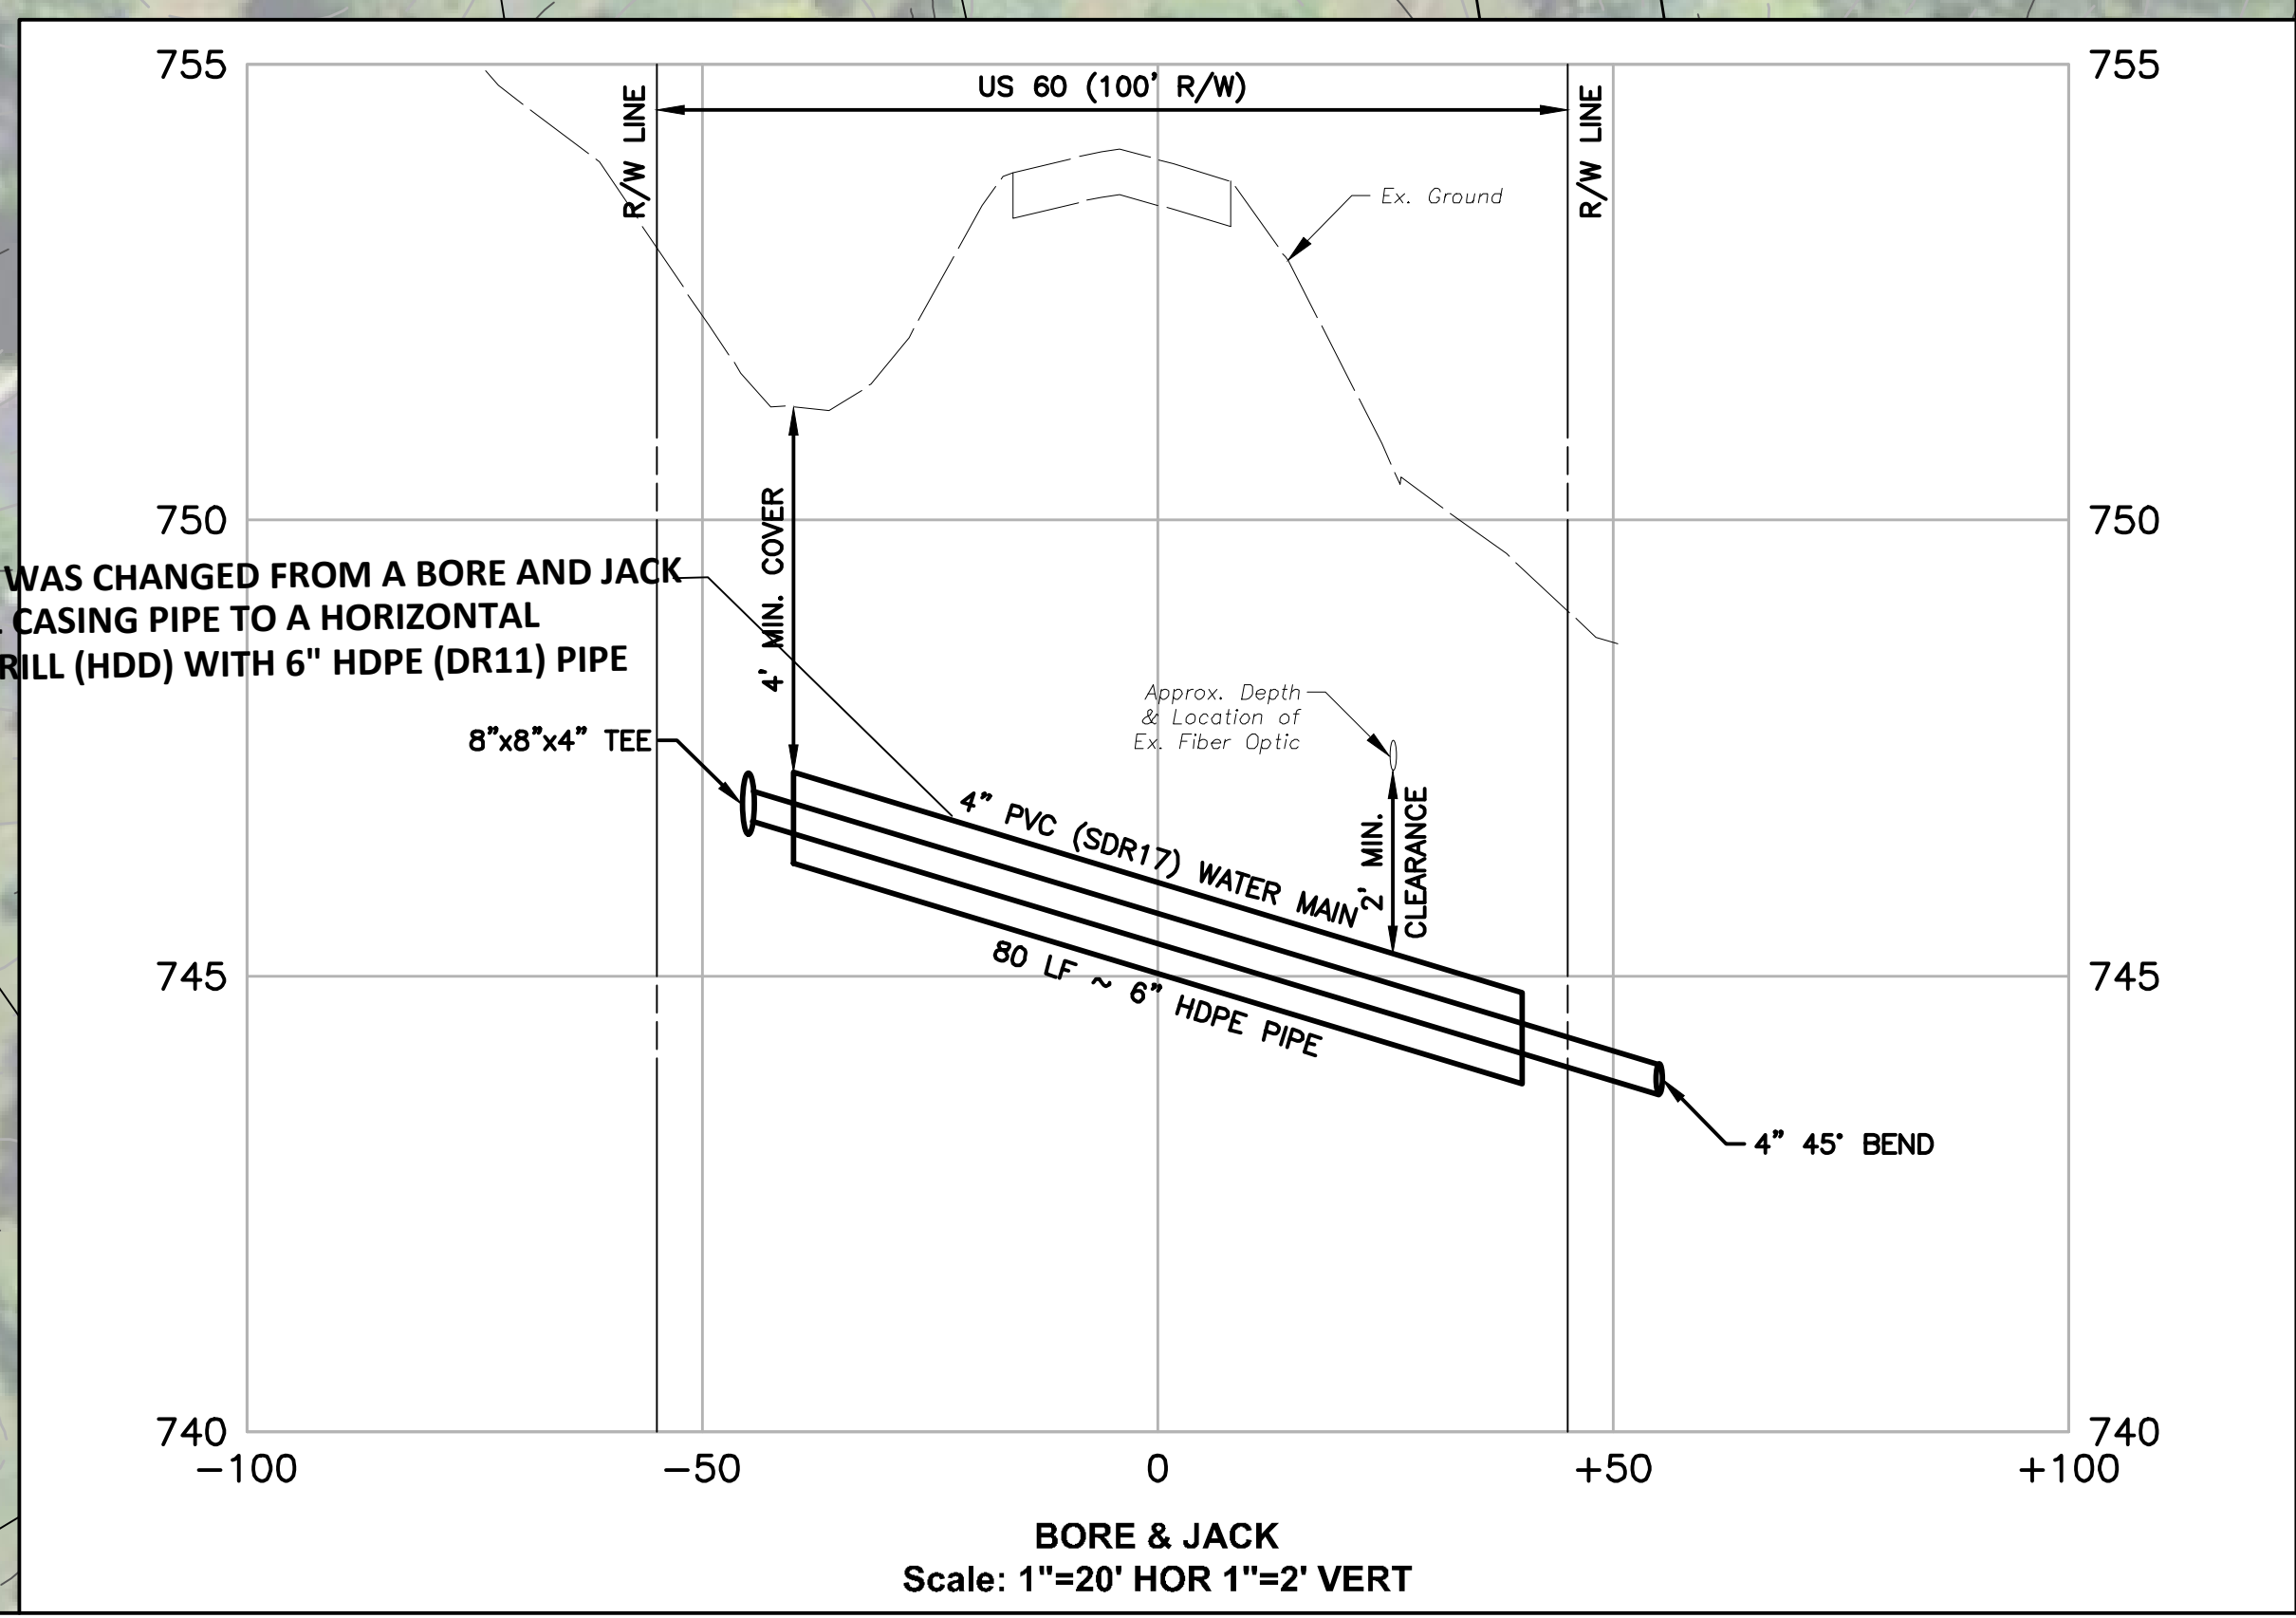 755
755
US 60 (100' R/W)
R/W LINE
R/W LINE
Ex. Ground
750
750
4' MIN. COVER
WAS CHANGED FROM A BORE AND JACK
CASING PIPE TO A HORIZONTAL
RILL (HDD) WITH 6" HDPE (DR11) PIPE
Approx. Depth
& Location of
Ex. Fiber Optic
8"x8"x4" TEE
4" PVC (SDR17) WATER MAIN
2' MIN.
CLEARANCE
80 LF ~ 6" HDPE PIPE
745
745
4" 45° BEND
740
740
-100
-50
0
+50
+100
BORE & JACK
Scale: 1"=20' HOR 1"=2' VERT